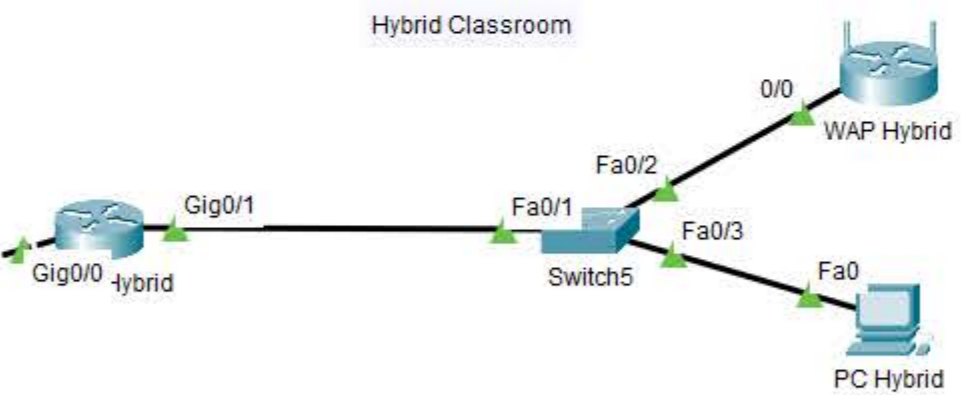 Hybrid Classroom
0/0
WAP Hybrid
Fa0/2
Gig0/1
Fa0/1
Fa0/3
Gig0/0
Hybrid
Switch5
Fa0
PC Hybrid